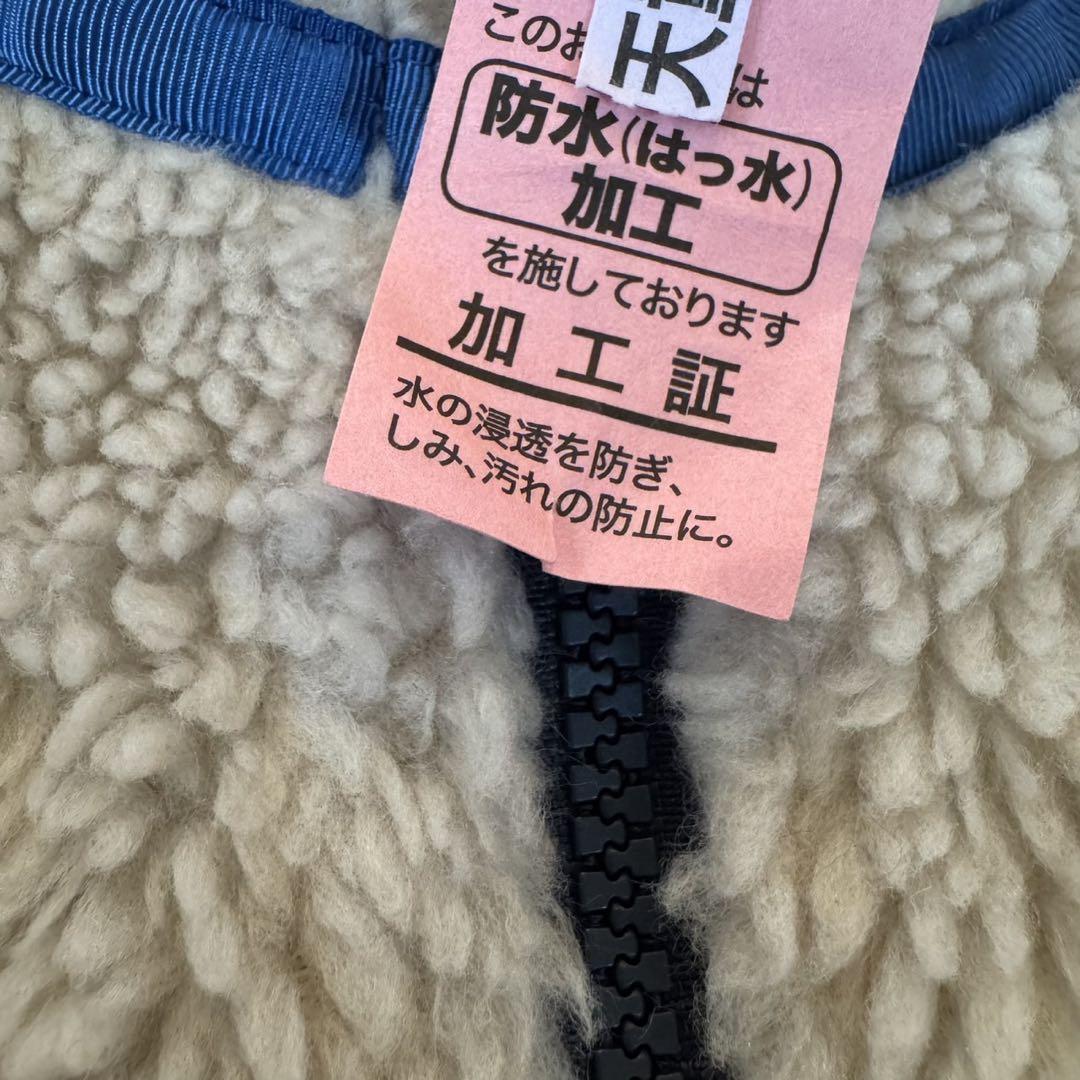 このお
は
天
防水(はっ水)
加工
を施しております
加工証
水の浸透を防ぎ、
しみ、汚れの防止に。